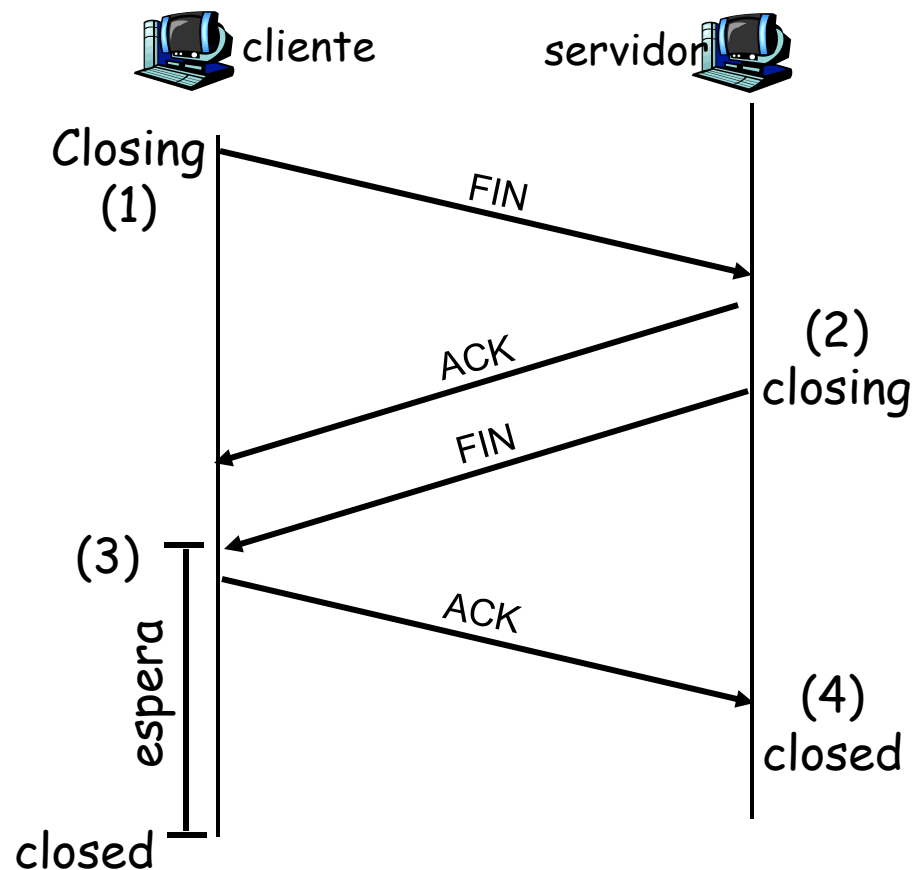 cliente
servidor
Closing
(1)
FIN
(2)
closing
ACK
FIN
(3)
espera
ACK
(4)
closed
closed